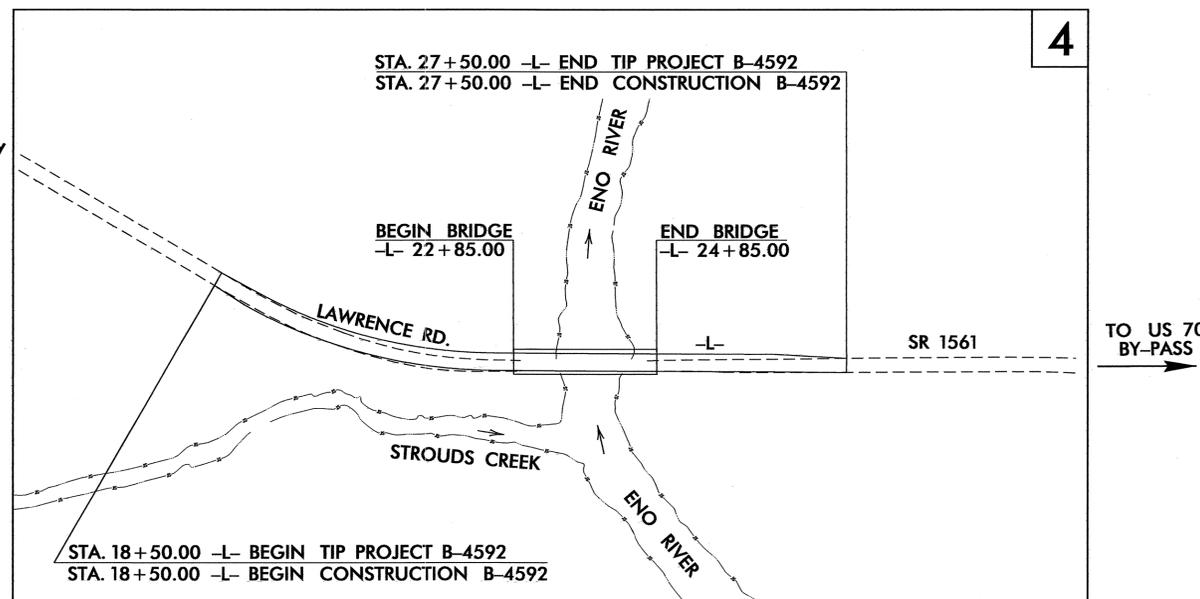 4
STA. 27+50.00 –L– END TIP PROJECT B–4592
STA. 27+50.00 –L– END CONSTRUCTION B–4592
ENO RIVER
BEGIN BRIDGE
–L– 22+85.00
END BRIDGE
–L– 24+85.00
LAWRENCE RD.
–L–
SR 1561
TO US 70
BY–PASS
STROUDS CREEK
ENO RIVER
STA. 18+50.00 –L– BEGIN TIP PROJECT B–4592
STA. 18+50.00 –L– BEGIN CONSTRUCTION B–4592